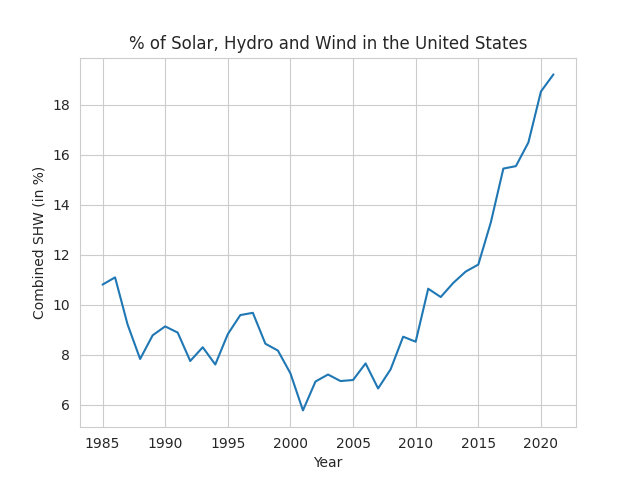 % of Solar, Hydro and Wind in the United States
18
16
14
12
10
8
6
Combined SHW (in %)
1985 1990 1995 2000 2005 2010 2015 2020
Year